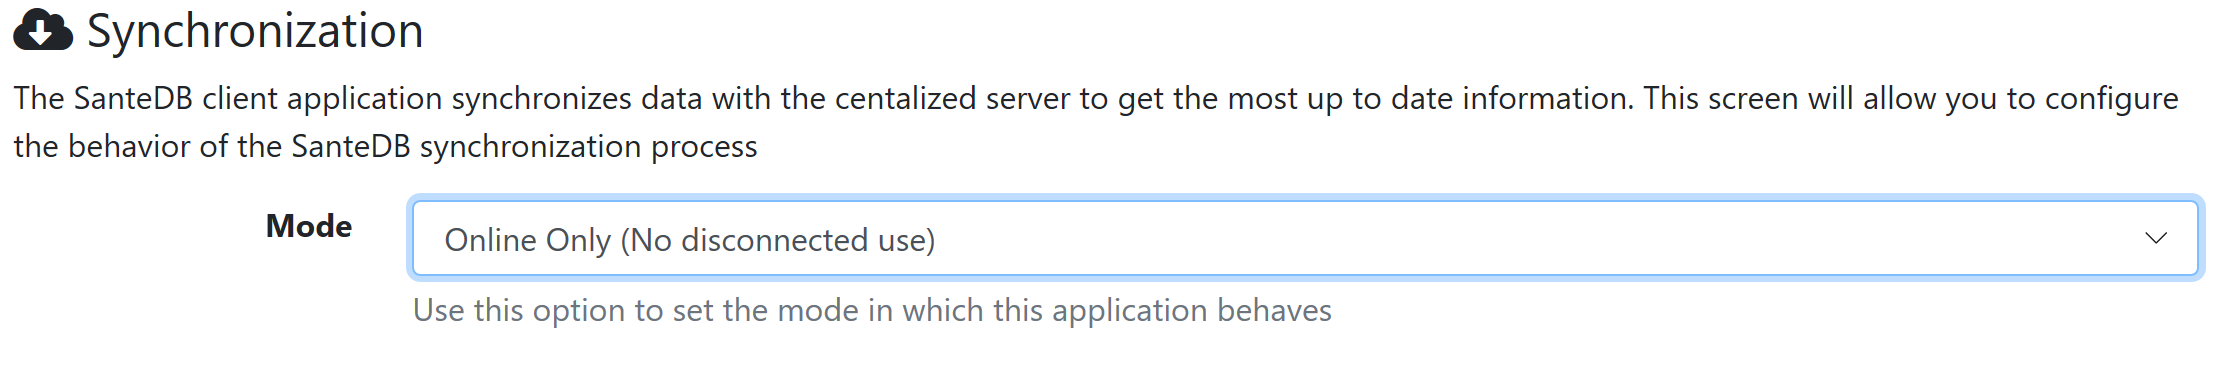 Synchronization
The SanteDB client application synchronizes data with the centalized server to get the most up to date information. This screen will allow you to configure
the behavior of the SanteDB synchronization process
Mode
Online Only (No disconnected use)
Use this option to set the mode in which this application behaves